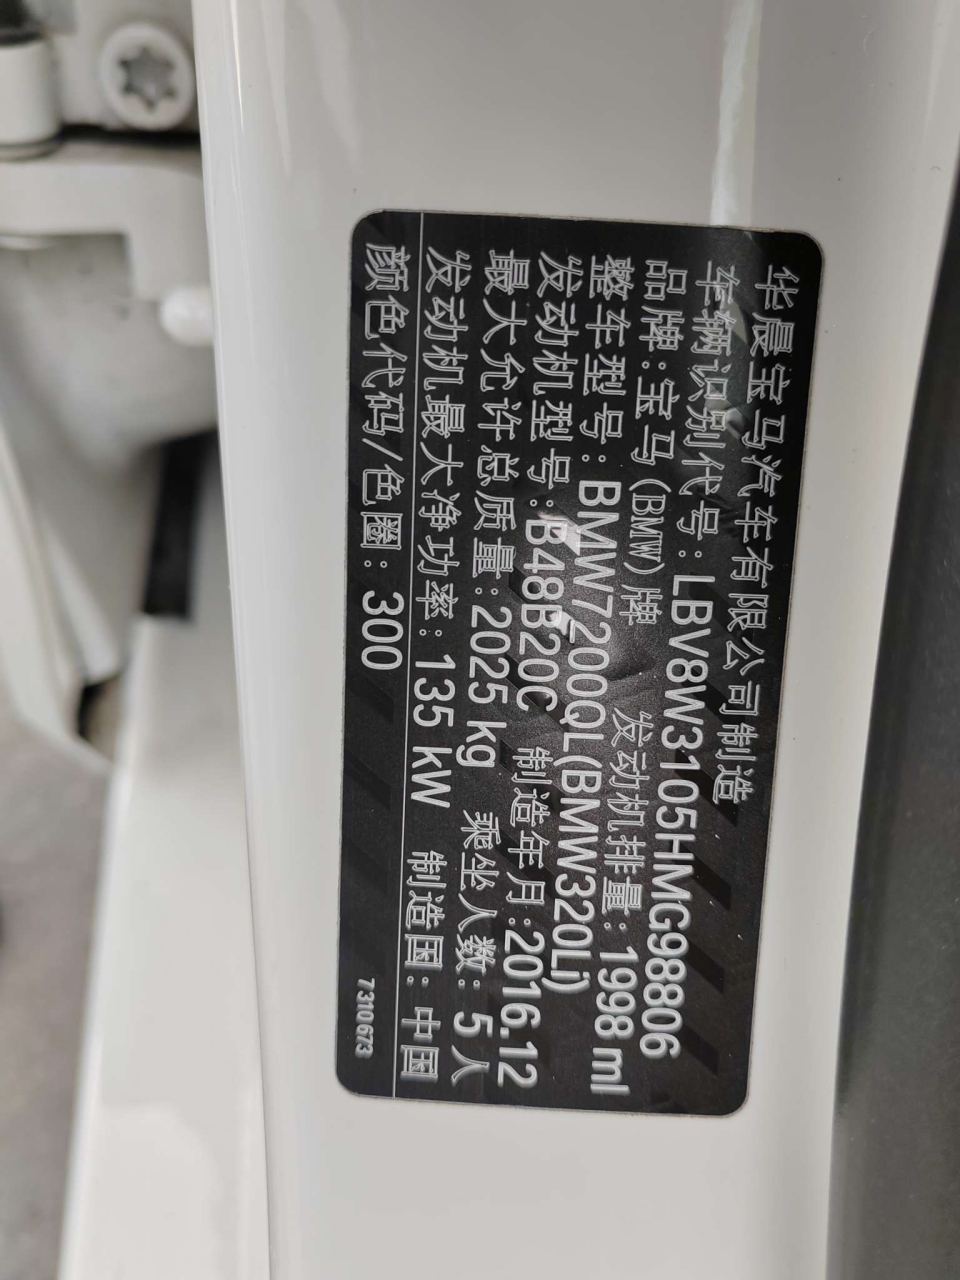 华晨宝马汽车有限公司制造
车辆识别代号:LBV8W3105HMG98806
品牌:宝马(BMW)牌 发动机排量:1998 ml
整车型号:BMW7200QL(BMW320Li)
发动机型号:B48B20C 制造年月:2016.12
最大允许总质量:2025 kg 乘坐人数:5人
发动机最大净功率:135 kW 制造国:中国
颜色代码/色圈:300
7310673